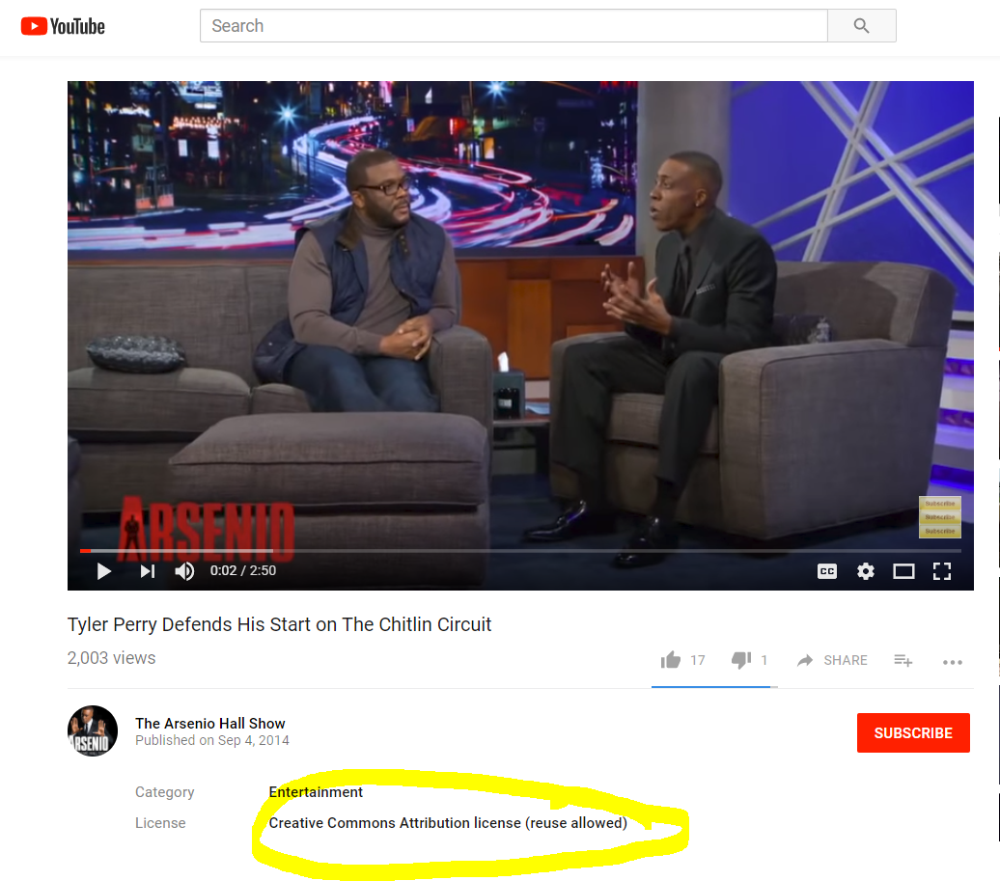 YouTube
Search
Subscribe
Subscribe
Subscribe
ARSENIO
0:02 / 2:50
CC
Tyler Perry Defends His Start on The Chitlin Circuit
2,003 views
17 1 SHARE
The Arsenio Hall Show
Published on Sep 4, 2014
ARSENIO
SUBSCRIBE
Category Entertainment
License Creative Commons Attribution license (reuse allowed)